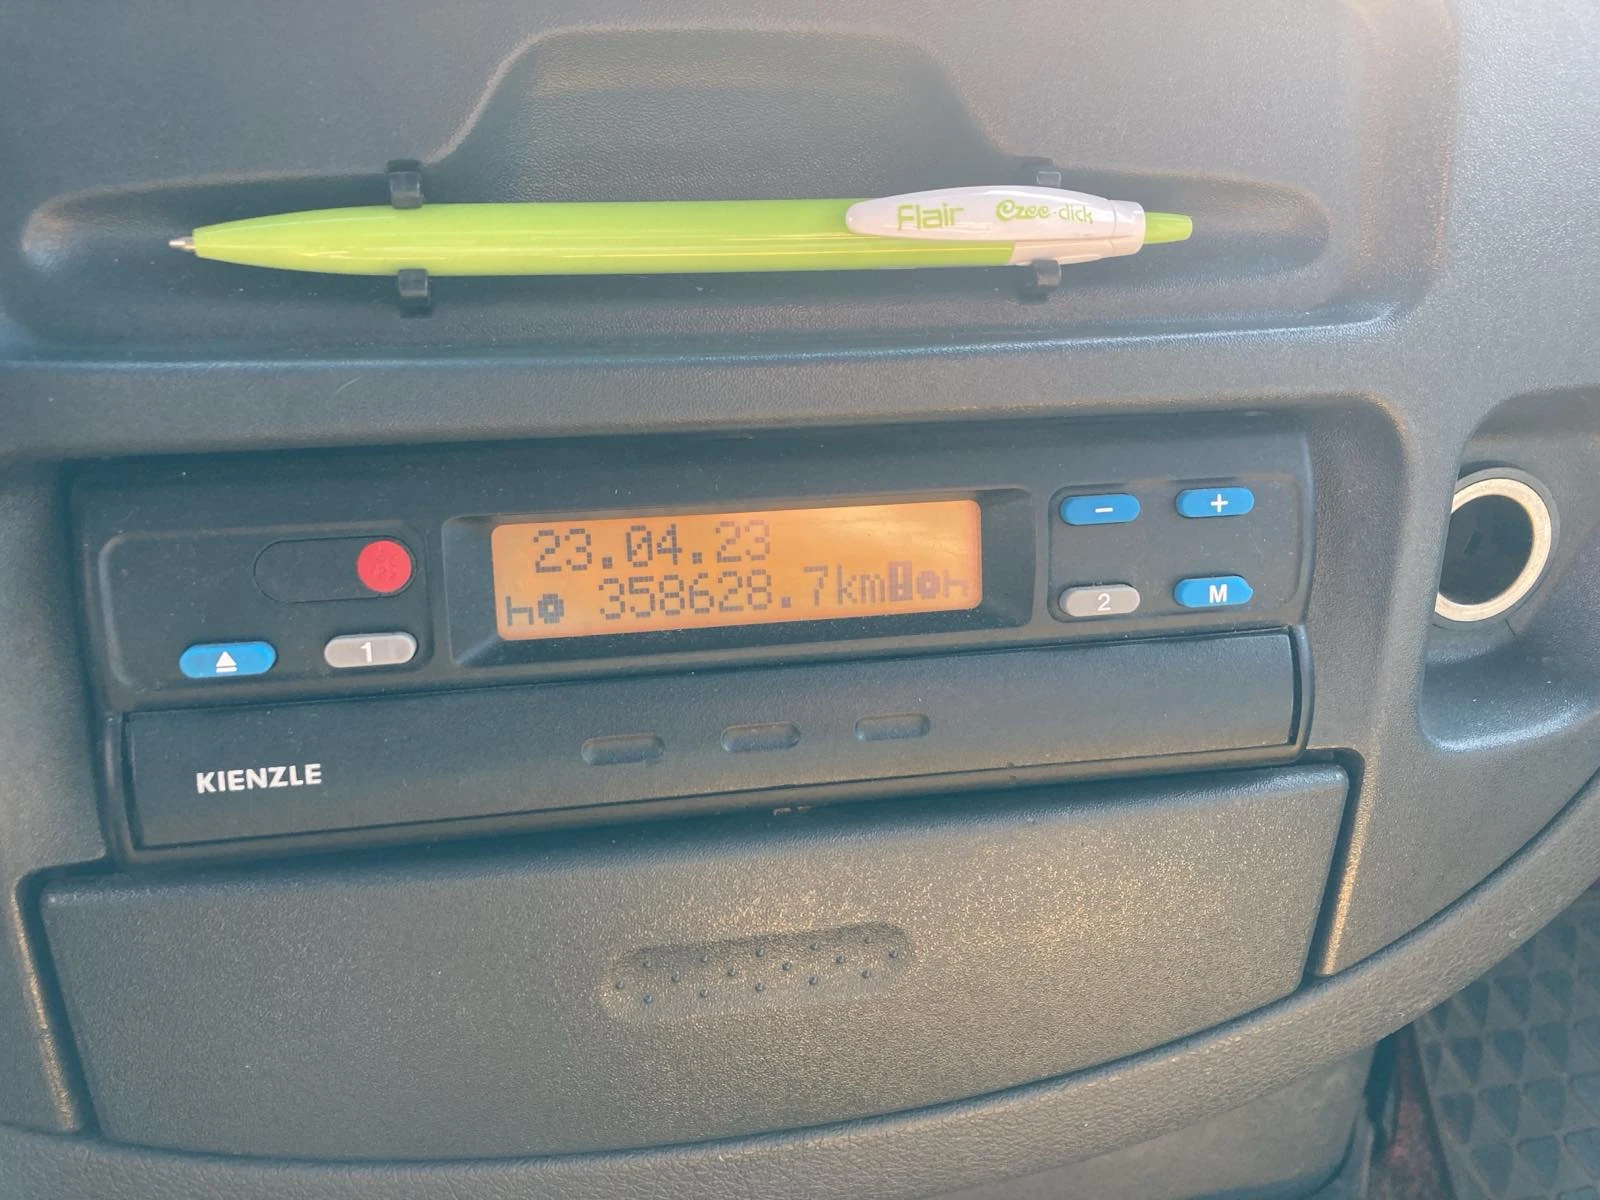 Flair Ezee-click
23.04.23
358628.7km
- +
1
2 M
KIENZLE